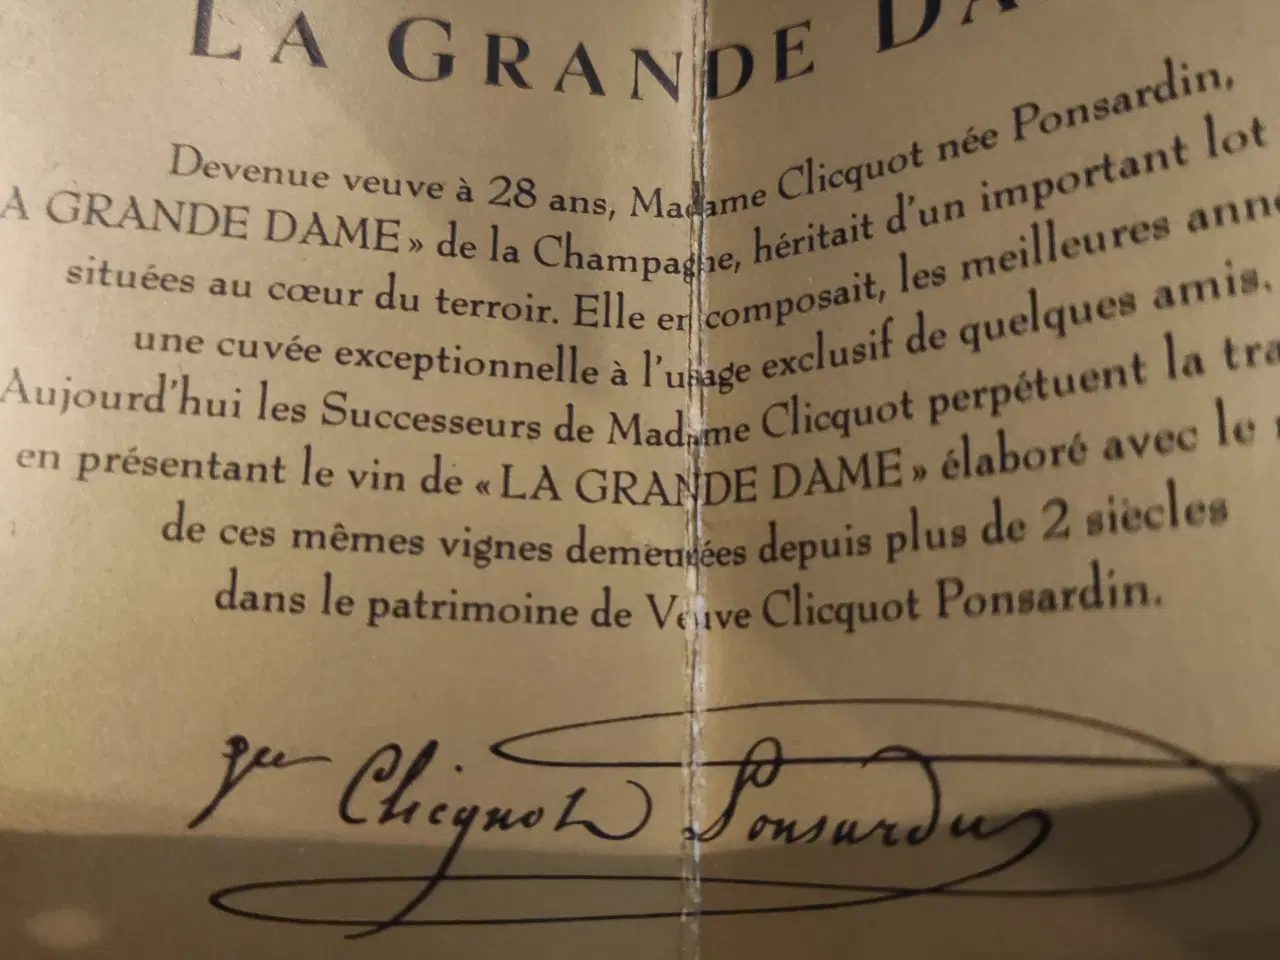 LA GRANDE DA
Devenue veuve à 28 ans, Madame Clicquot née Ponsardin,
A GRANDE DAME » de la Champagne, héritait d'un important lot
situées au cœur du terroir. Elle en composait, les meilleures anné
une cuvée exceptionnelle à l'usage exclusif de quelques amis.
Aujourd'hui les Successeurs de Madame Clicquot perpétuent la tra
en présentant le vin de « LA GRANDE DAME » élaboré avec le
de ces mêmes vignes demeurées depuis plus de 2 siècles
dans le patrimoine de Veuve Clicquot Ponsardin.
Clicquot Ponsardin